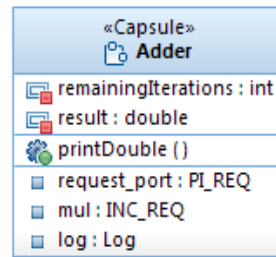 «Capsule»
Adder
remainingIterations : int
result : double
printDouble ( )
request_port : PI_REQ
mul : INC_REQ
log : Log